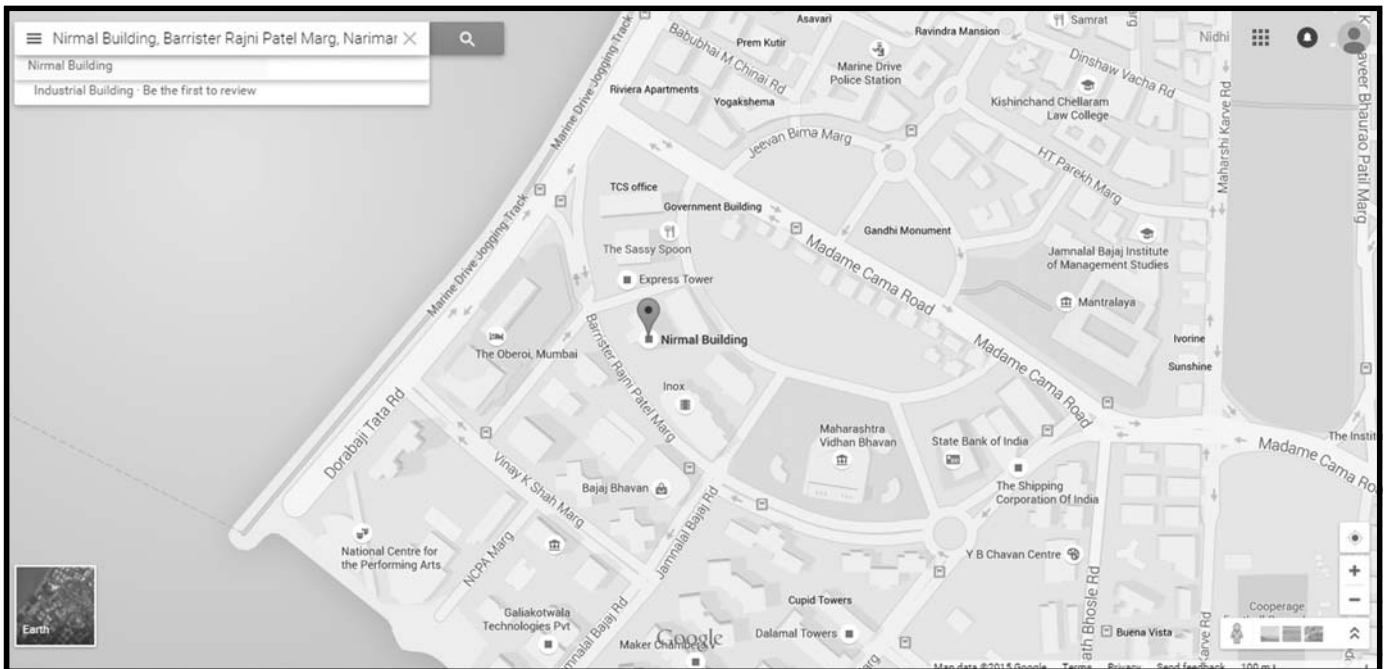 Nirmal Building, Barrister Rajni Patel Marg, Nariman
Nirmal Building
Industrial Building · Be the first to review
Nidhi
Asavari
Samrat
Marg
Ravindra Mansion
Babubhai M Chinai Rd
Prem Kutir
Marine Drive
Police Station
Dinshaw Vacha Rd
Riviera Apartments
Yogakshema
Kishinchand Chellaram
Law College
Marine Drive Jogging Track
Jeevan Bima Marg
HT Parekh Marg
Maharshi Karve Rd
aveer Bhaurao Patil Marg
TCS office
Government Building
Gandhi Monument
The Sassy Spoon
Jamnalal Bajaj Institute
of Management Studies
Madame Cama Road
Marine Drive Jogging Track
Express Tower
Mantralaya
Nirmal Building
Barrister Rajni Patel Marg
The Oberoi, Mumbai
Madame Cama Road
Ivorine
Sunshine
Inox
Dorabaji Tata Rd
Maharashtra
Vidhan Bhavan
State Bank of India
The Instit
Madame Cama Ro
Vinay K Shah Marg
Bajaj Bhavan
The Shipping
Corporation Of India
Jamnalal Bajaj Rd
National Centre for
the Performing Arts
NCPA Marg
Y B Chavan Centre
Earth
Cupid Towers
Galiakotwala
Technologies Pvt
mnalal Bajaj Rd
Maker Chambers V
Google
Dalamal Towers
ath Bhosle Rd
Buena Vista
Karve Rd
Cooperage
Map data ©2015 Google Terms Privacy Send feedback 100 m